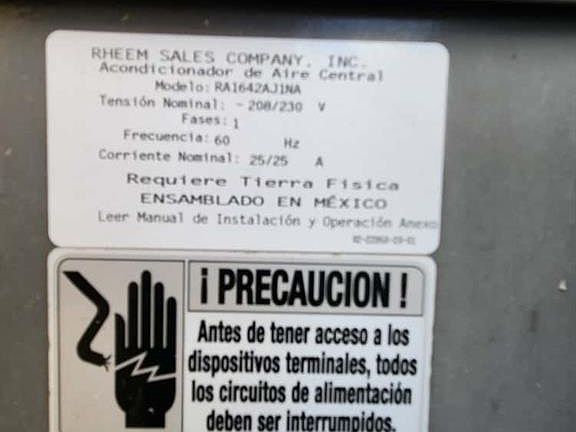 RHEEM SALES COMPANY, INC.
Acondicionador de Aire Central
Modelo: RA1642AJ1NA
Tensión Nominal: ~ 208/230 V
Fases: 1
Frecuencia: 60 Hz
Corriente Nominal: 25/25 A
Requiere Tierra Física
ENSAMBLADO EN MÉXICO
Leer Manual de Instalación y Operación Anexo
¡ PRECAUCION !
Antes de tener acceso a los
dispositivos terminales, todos
los circuitos de alimentación
deben ser interrumpidos.